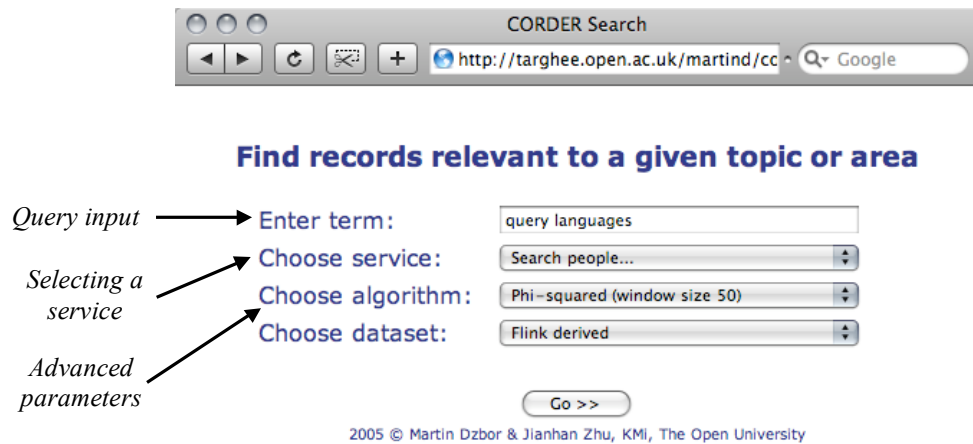 CORDER Search
http://targhee.open.ac.uk/martind/cc
Google
Find records relevant to a given topic or area
Query input
Enter term:
query languages
Selecting a
service
Choose service:
Search people...
Choose algorithm:
Phi-squared (window size 50)
Advanced
parameters
Choose dataset:
Flink derived
Go >>
2005 © Martin Dzbor & Jianhan Zhu, KMi, The Open University